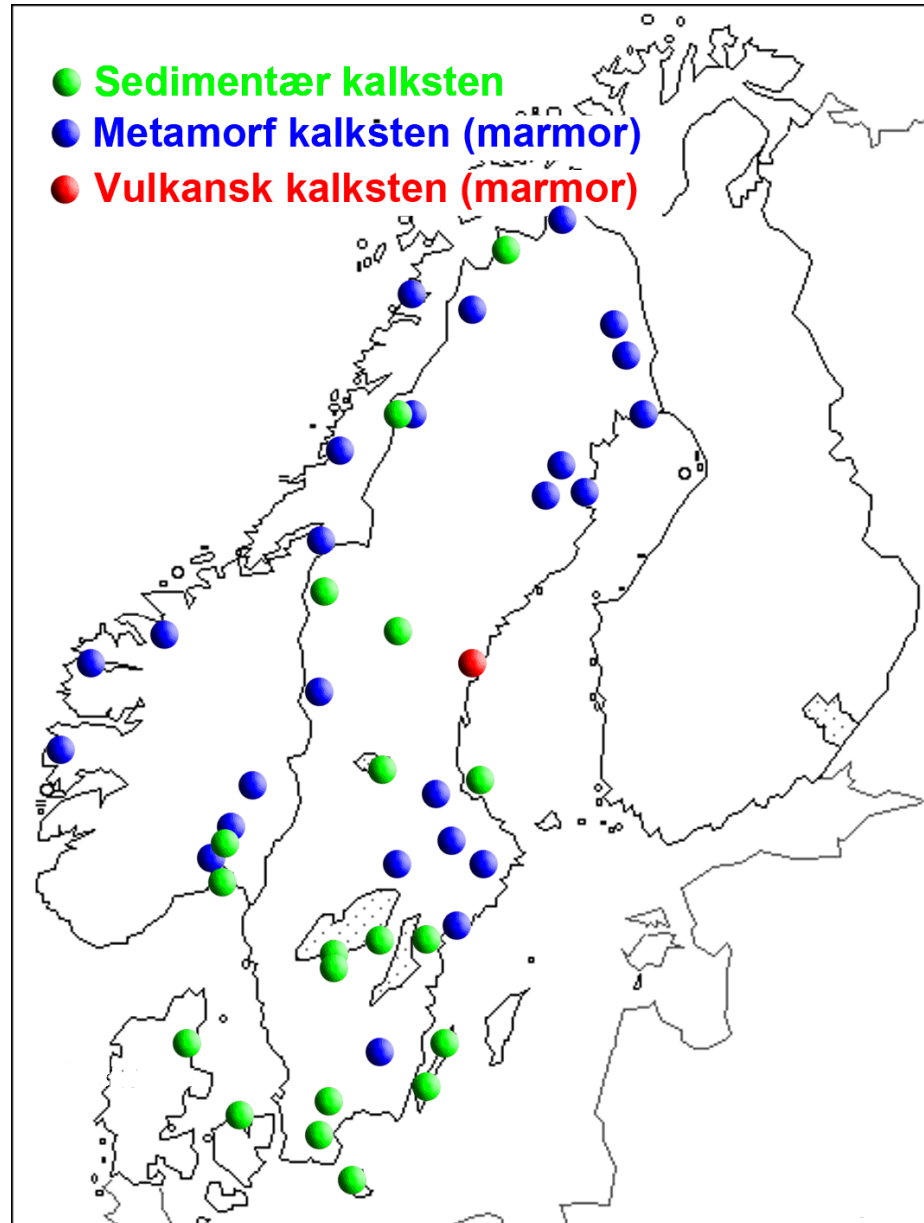 Sedimentær kalksten
Metamorf kalksten (marmor)
Vulkansk kalksten (marmor)